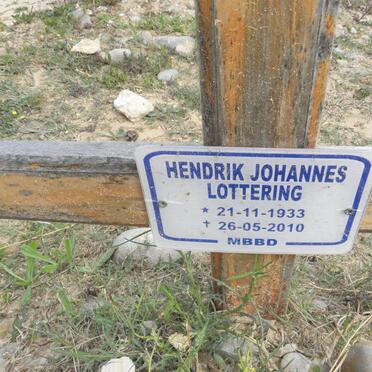 HENDRIK JOHANNES
LOTTERING
* 21-11-1933
† 26-05-2010
MBBD